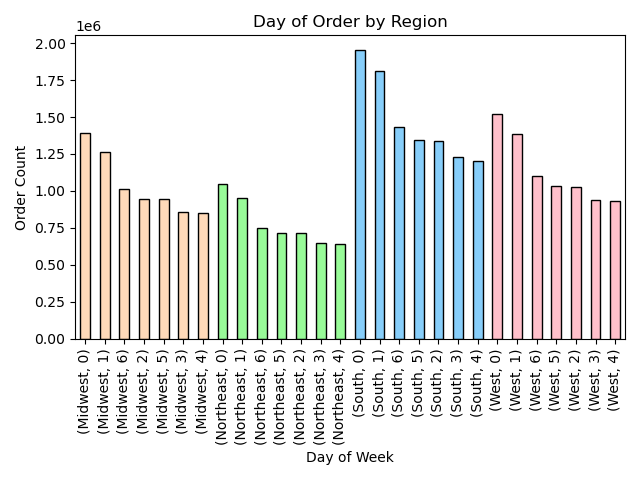 Day of Order by Region
1e6
2.00
1.75
1.50
1.25
1.00
0.75
0.50
0.25
0.00
Order Count
(Midwest, 0)
(Midwest, 1)
(Midwest, 6)
(Midwest, 2)
(Midwest, 5)
(Midwest, 3)
(Midwest, 4)
(Northeast, 0)
(Northeast, 1)
(Northeast, 6)
(Northeast, 5)
(Northeast, 2)
(Northeast, 3)
(Northeast, 4)
(South, 0)
(South, 1)
(South, 6)
(South, 5)
(South, 2)
(South, 3)
(South, 4)
(West, 0)
(West, 1)
(West, 6)
(West, 5)
(West, 2)
(West, 3)
(West, 4)
Day of Week